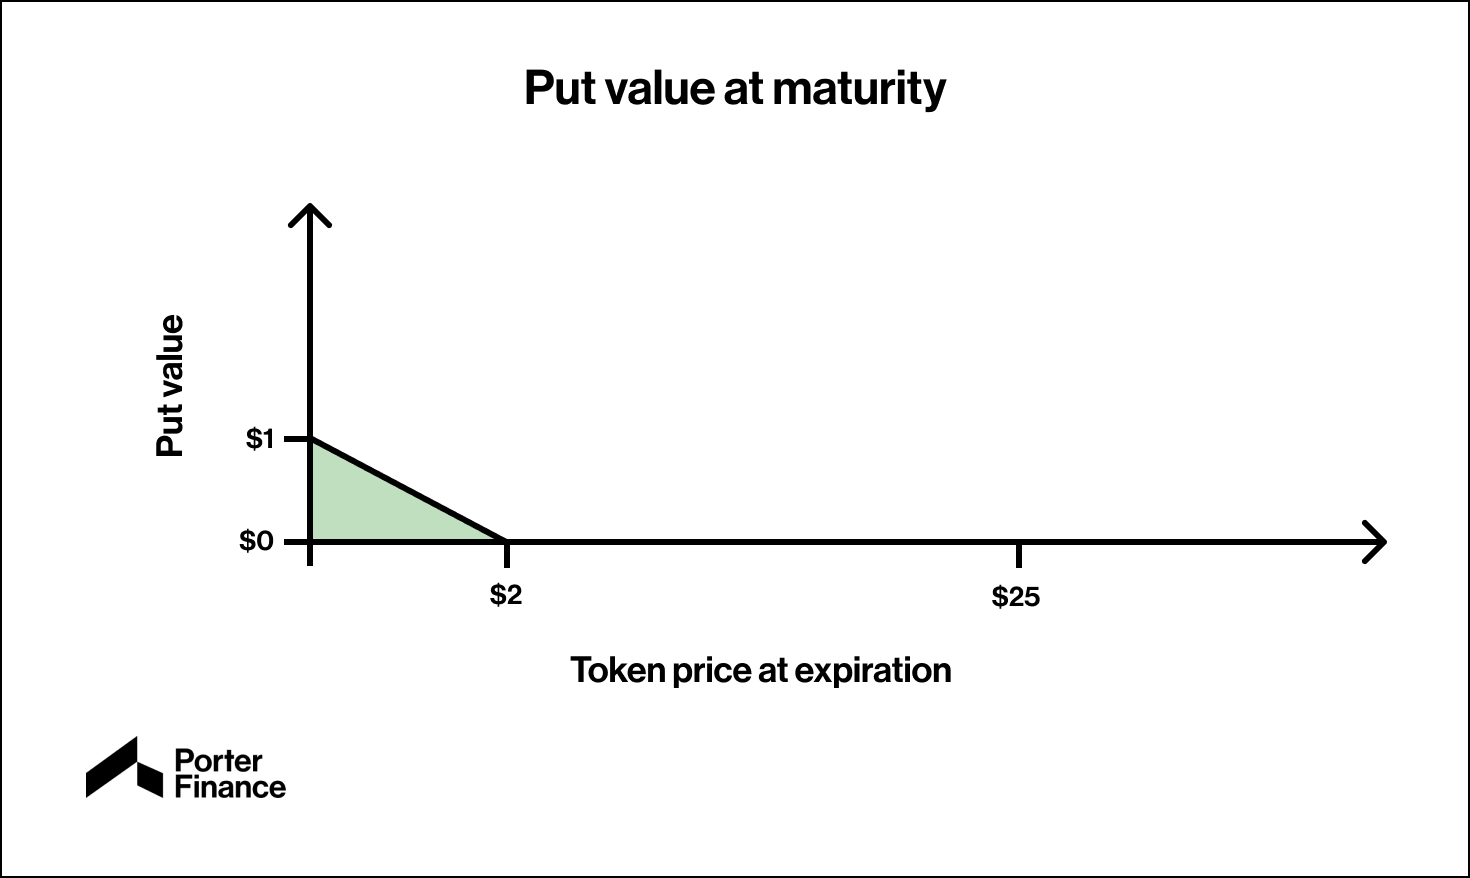 Put value at maturity
Put value
$1
$0
$2
$25
Token price at expiration
Porter
Finance